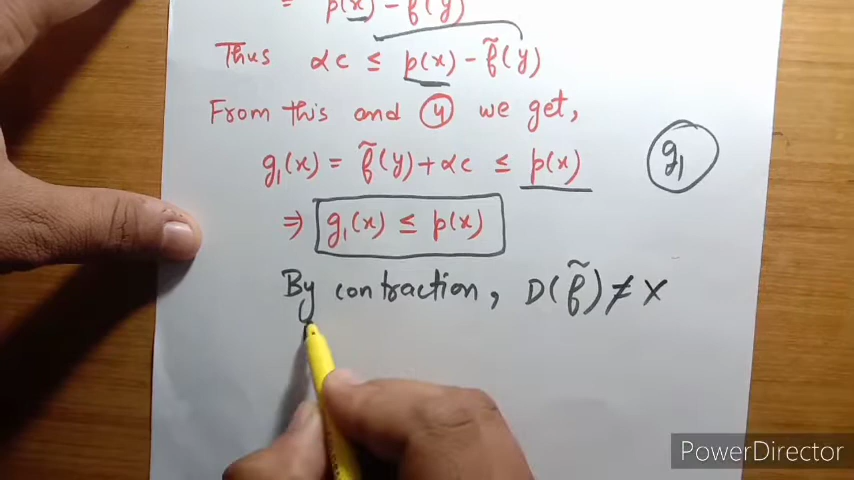 = p(x) - f̃(y)
Thus αc ≤ p(x) - f̃(y)
From this and ④ we get,
g₁(x) = f̃(y) + αc ≤ p(x)
g₁
⇒ g₁(x) ≤ p(x)
By contraction, D(f̃) ≠ X
PowerDirector